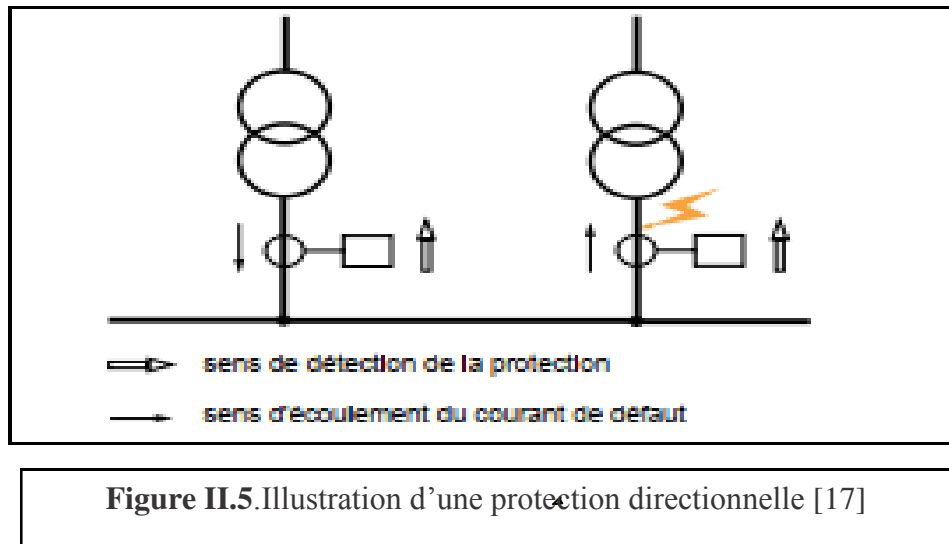 sens de détection de la protection
sens d'écoulement du courant de défaut
Figure II.5.Illustration d’une protection directionnelle [17]